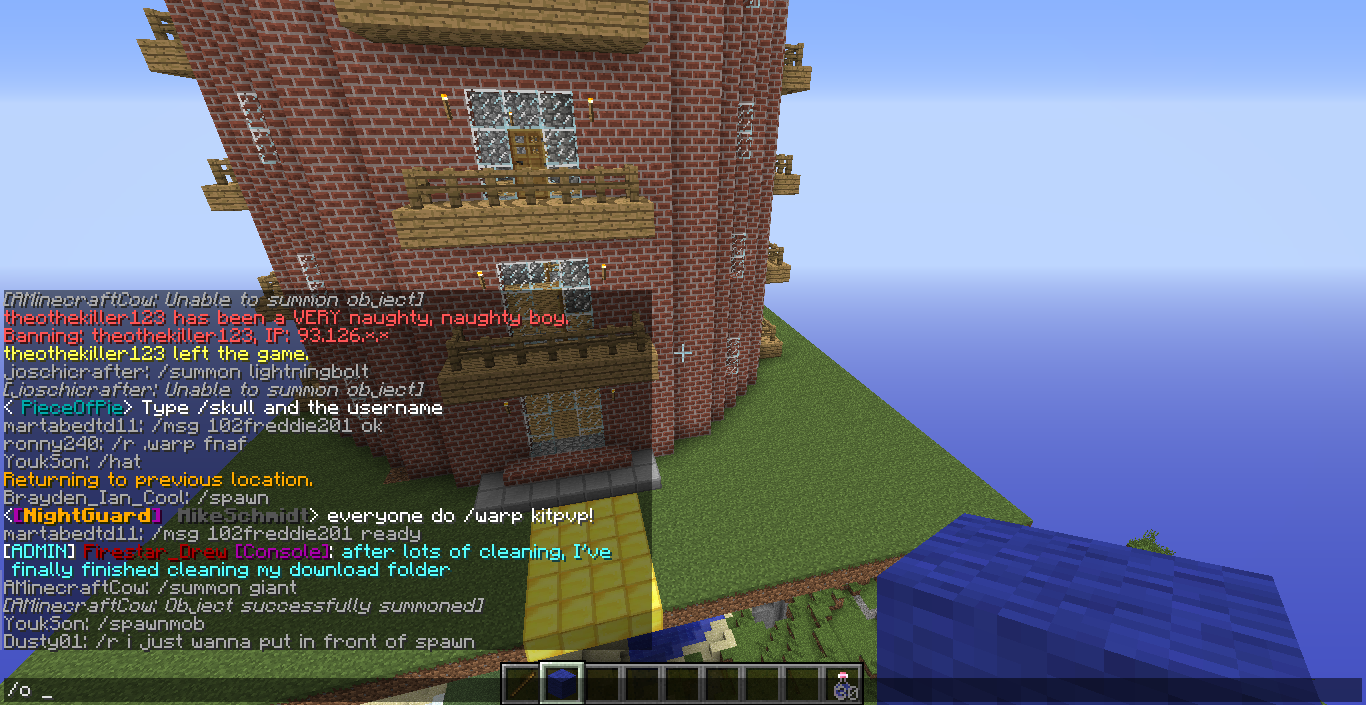 [AMinecraftCow: Unable to summon object]
theothekiller123 has been a VERY naughty, naughty boy.
Banning: theothekiller123, IP: 93.126.*.*
theothekiller123 left the game.
joschicrafter: /summon lightningbolt
[joschicrafter: Unable to summon object]
< PieceOfPie> Type /skull and the username
martabedtd11: /msg 102freddie201 ok
ronny240: /r .warp fnaf
YoukSon: /hat
Returning to previous location.
Brayden_Ian_Cool: /spawn
<[NightGuard] MikeSchmidt> everyone do /warp kitpvp!
martabedtd11: /msg 102freddie201 ready
[ADMIN] Firestar_Drew [Console]: after lots of cleaning, I've
finally finished cleaning my download folder
AMinecraftCow: /summon giant
[AMinecraftCow: Object successfully summoned]
YoukSon: /spawnmob
Dusty01: /r i just wanna put in front of spawn
/o _